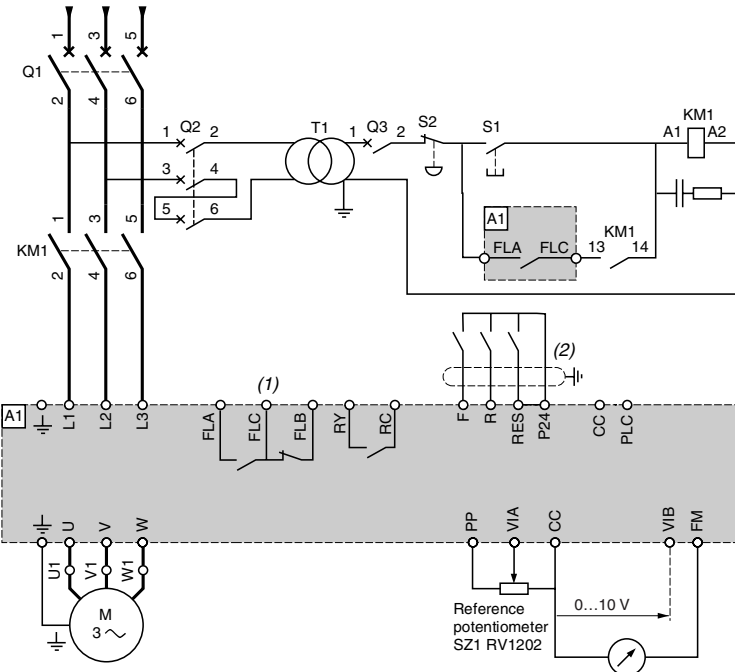 1 3 5
Q1
2 4 6
1 Q2 2
T1
1 Q3 2
S2
S1
KM1
A1 A2
3 4
5 6
1 3 5
KM1
2 4 6
A1
FLA FLC
KM1
13 14
(1)
(2)
A1
L1 L2 L3
FLA FLC FLB RY RC
F R RES P24 CC PLC
U V W
PP VIA CC VIB FM
U1 V1 W1
M
3
Reference
potentiometer
SZ1 RV1202
0...10 V